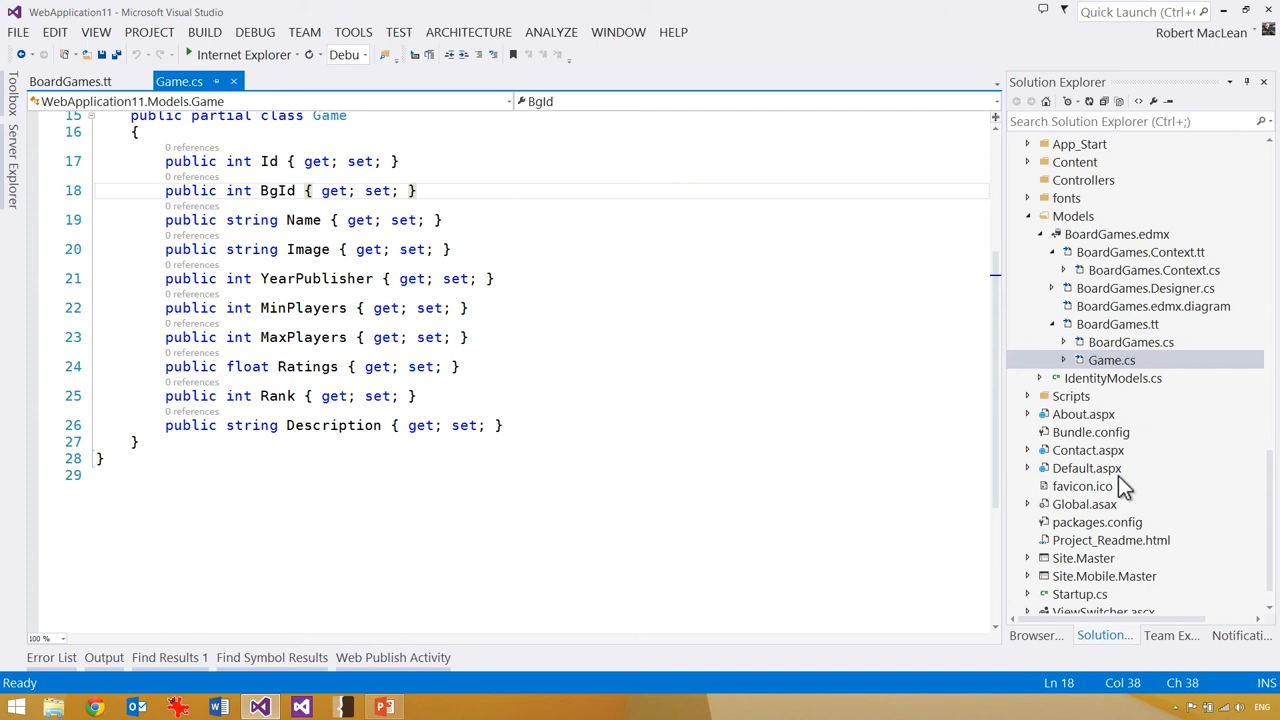 WebApplication11 - Microsoft Visual Studio
Quick Launch (Ctrl+
FILE EDIT VIEW PROJECT BUILD DEBUG TEAM TOOLS TEST ARCHITECTURE ANALYZE WINDOW HELP
Robert MacLean
Internet Explorer Debu
Toolbox
Server Explorer
BoardGames.tt Game.cs
WebApplication11.Models.Game BgId
15 public partial class Game
16 {
0 references
17 public int Id { get; set; }
0 references
18 public int BgId { get; set; }
0 references
19 public string Name { get; set; }
0 references
20 public string Image { get; set; }
0 references
21 public int YearPublisher { get; set; }
0 references
22 public int MinPlayers { get; set; }
0 references
23 public int MaxPlayers { get; set; }
0 references
24 public float Ratings { get; set; }
0 references
25 public int Rank { get; set; }
0 references
26 public string Description { get; set; }
27 }
28 }
29
100 %
Solution Explorer
Search Solution Explorer (Ctrl+;)
App_Start
Content
Controllers
fonts
Models
BoardGames.edmx
BoardGames.Context.tt
BoardGames.Context.cs
BoardGames.Designer.cs
BoardGames.edmx.diagram
BoardGames.tt
BoardGames.cs
Game.cs
IdentityModels.cs
Scripts
About.aspx
Bundle.config
Contact.aspx
Default.aspx
favicon.ico
Global.asax
packages.config
Project_Readme.html
Site.Master
Site.Mobile.Master
Startup.cs
ViewSwitcher.ascx
Browser... Solution... Team Ex... Notificati...
Error List Output Find Results 1 Find Symbol Results Web Publish Activity
Ready Ln 18 Col 38 Ch 38 INS
ENG